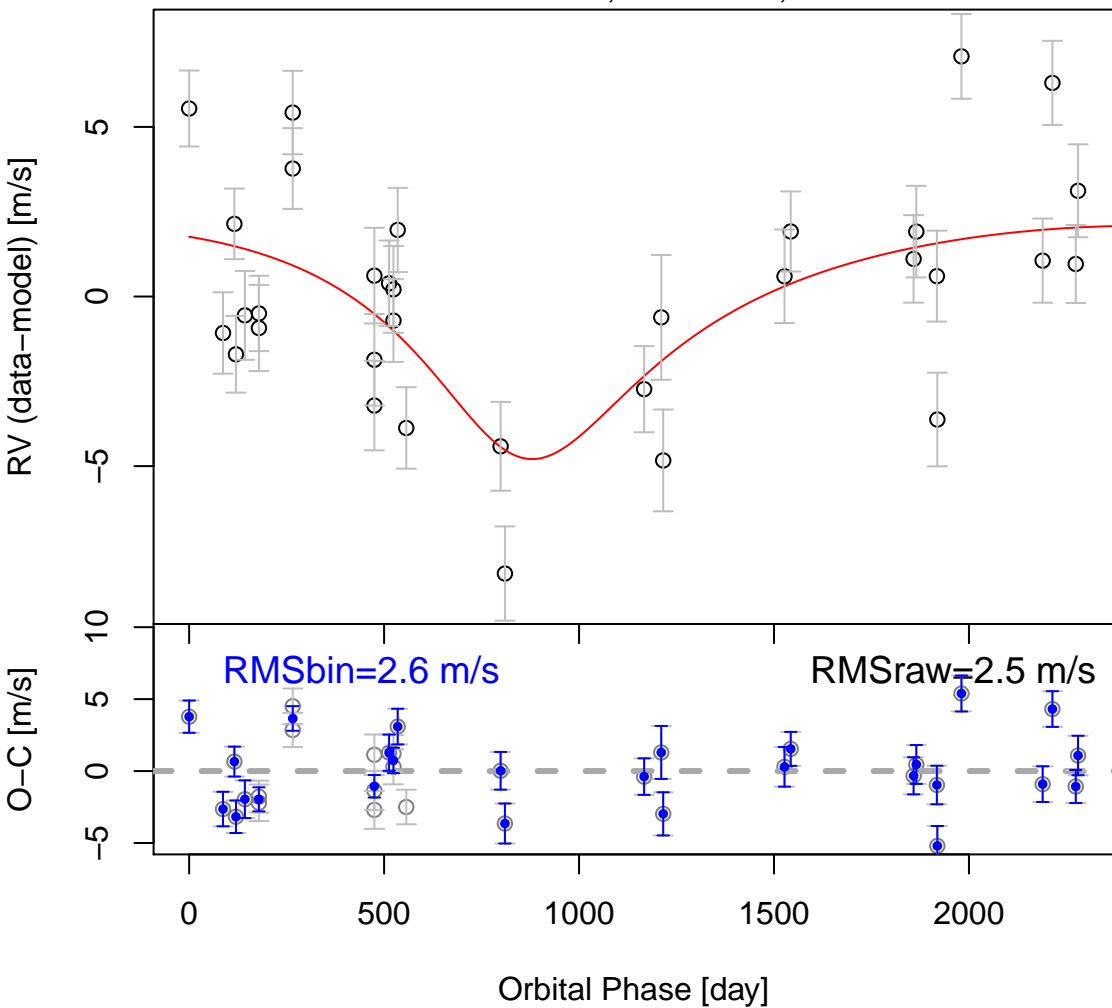 RV (data−model) [m/s]
5
0
−5
10
RMSbin=2.6 m/s
RMSraw=2.5 m/s
O−C [m/s]
5
0
−5
0
500
1000
1500
2000
Orbital Phase [day]